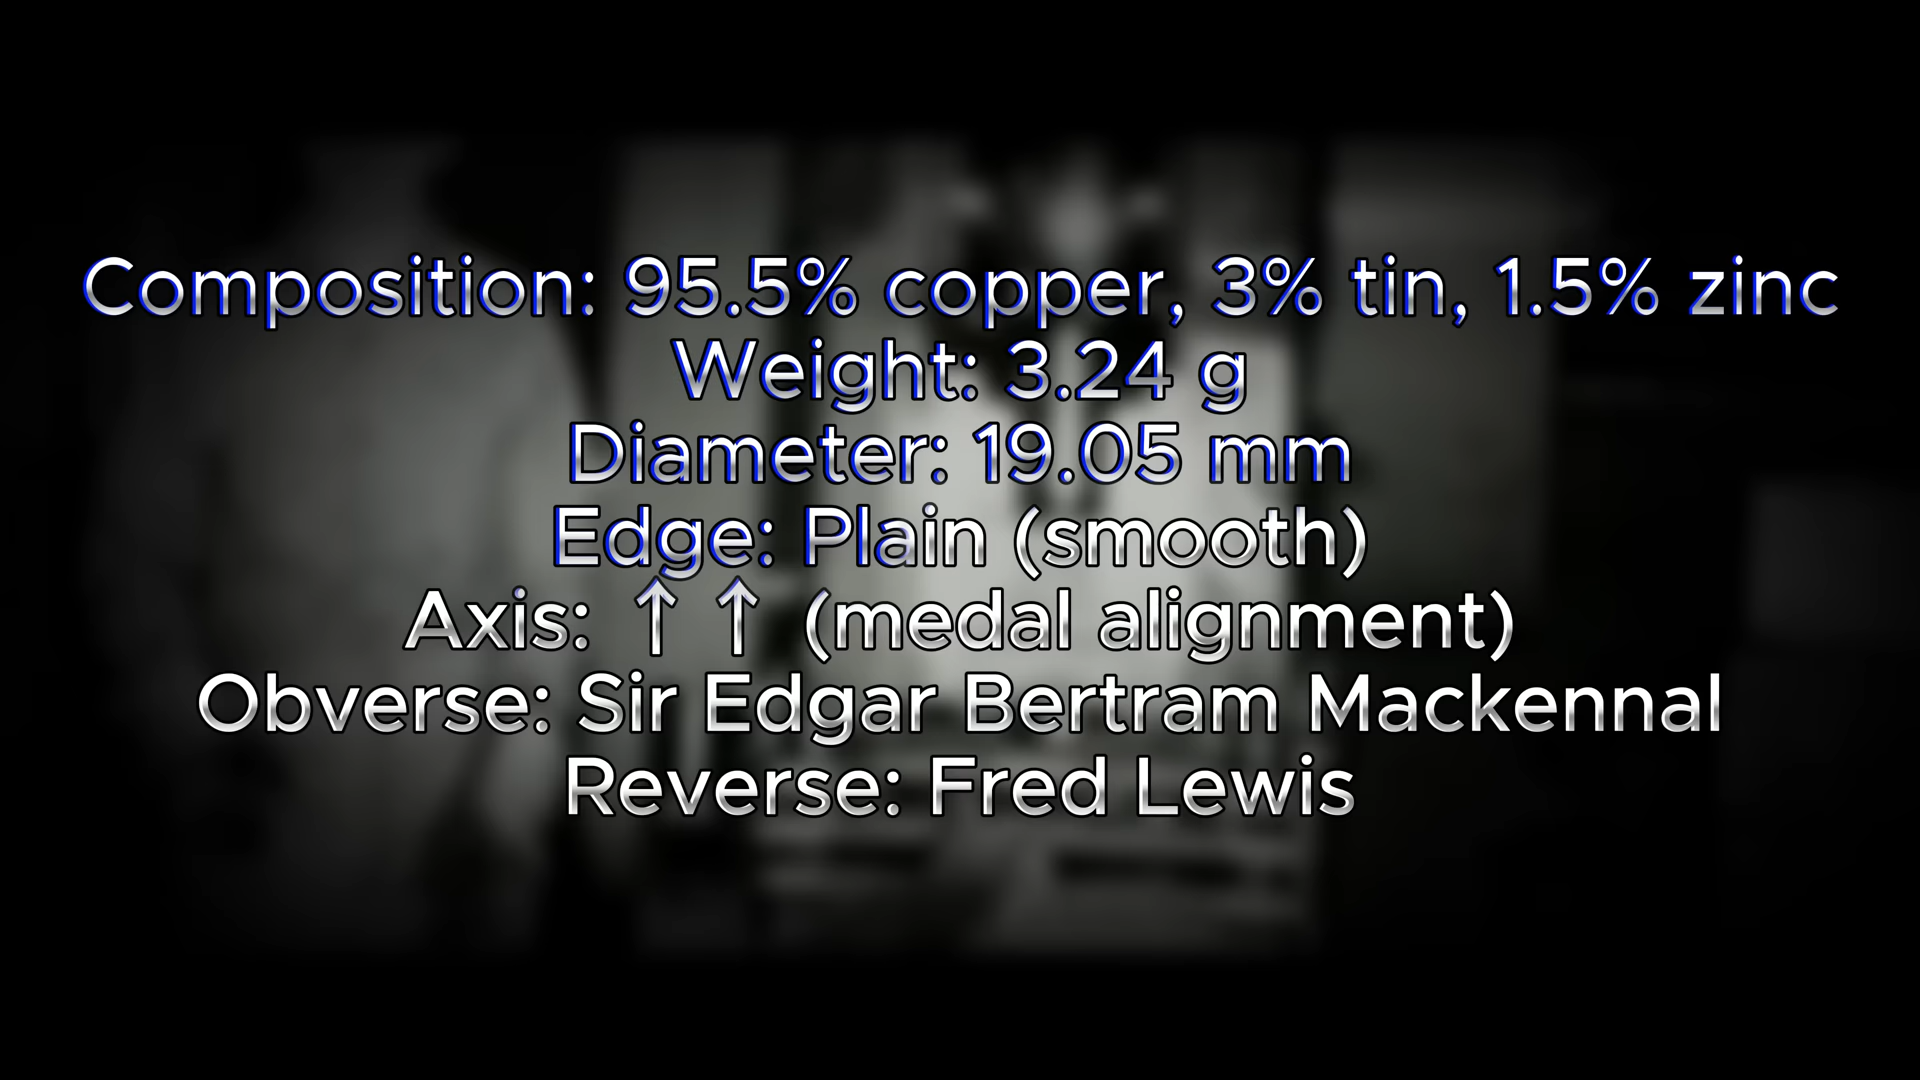 Composition: 95.5% copper, 3% tin, 1.5% zinc
Weight: 3.24 g
Diameter: 19.05 mm
Edge: Plain (smooth)
Axis: ↑ ↑ (medal alignment)
Obverse: Sir Edgar Bertram Mackennal
Reverse: Fred Lewis